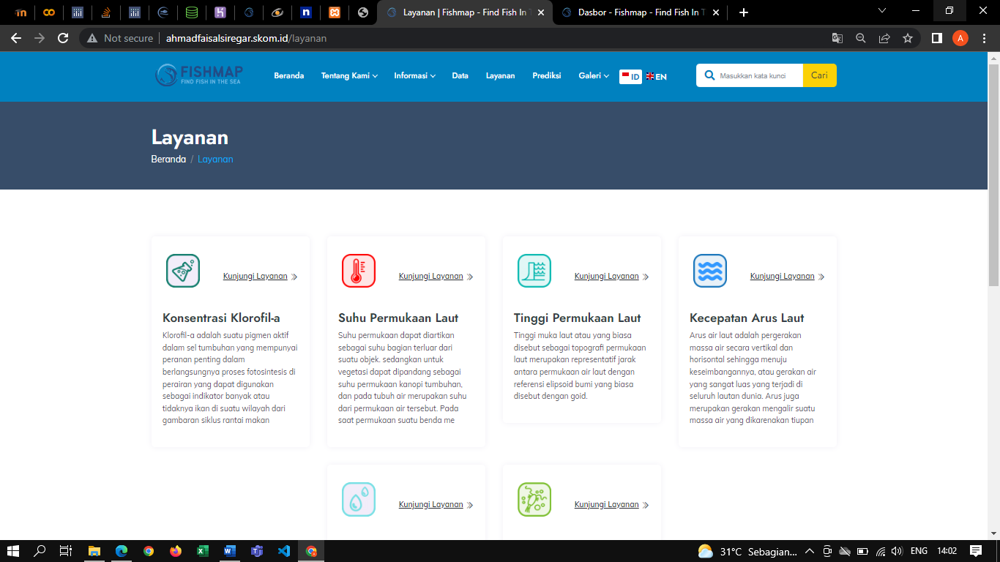 Layanan | Fishmap - Find Fish In T
Dasbor - Fishmap - Find Fish In T
Not secure
ahmadfaisalsiregar.skom.id/layanan
A
FISHMAP
FIND FISH IN THE SEA
Beranda
Tentang Kami
Informasi
Data
Layanan
Prediksi
Galeri
ID
EN
Masukkan kata kunci
Cari
Layanan
Beranda / Layanan
Kunjungi Layanan
Konsentrasi Klorofil-a
Klorofil-a adalah suatu pigmen aktif
dalam sel tumbuhan yang mempunyai
peranan penting dalam
berlangsungnya proses fotosintesis di
perairan yang dapat digunakan
sebagai indikator banyak atau
tidaknya ikan di suatu wilayah dari
gambaran siklus rantai makan
Kunjungi Layanan
Suhu Permukaan Laut
Suhu permukaan dapat diartikan
sebagai suhu bagian terluar dari
suatu objek. sedangkan untuk
vegetasi dapat dipandang sebagai
suhu permukaan kanopi tumbuhan,
dan pada tubuh air merupakan suhu
dari permukaan air tersebut. Pada
saat permukaan suatu benda me
Kunjungi Layanan
Tinggi Permukaan Laut
Tinggi muka laut atau yang biasa
disebut sebagai topografi permukaan
laut merupakan representatif jarak
antara permukaan air laut dengan
referensi elipsoid bumi yang biasa
disebut dengan goid.
Kunjungi Layanan
Kecepatan Arus Laut
Arus air laut adalah pergerakan
massa air secara vertikal dan
horisontal sehingga menuju
keseimbangannya, atau gerakan air
yang sangat luas yang terjadi di
seluruh lautan dunia. Arus juga
merupakan gerakan mengalir suatu
massa air yang dikarenakan tiupan
Kunjungi Layanan
Kunjungi Layanan
31°C Sebagian...
ENG
14:02